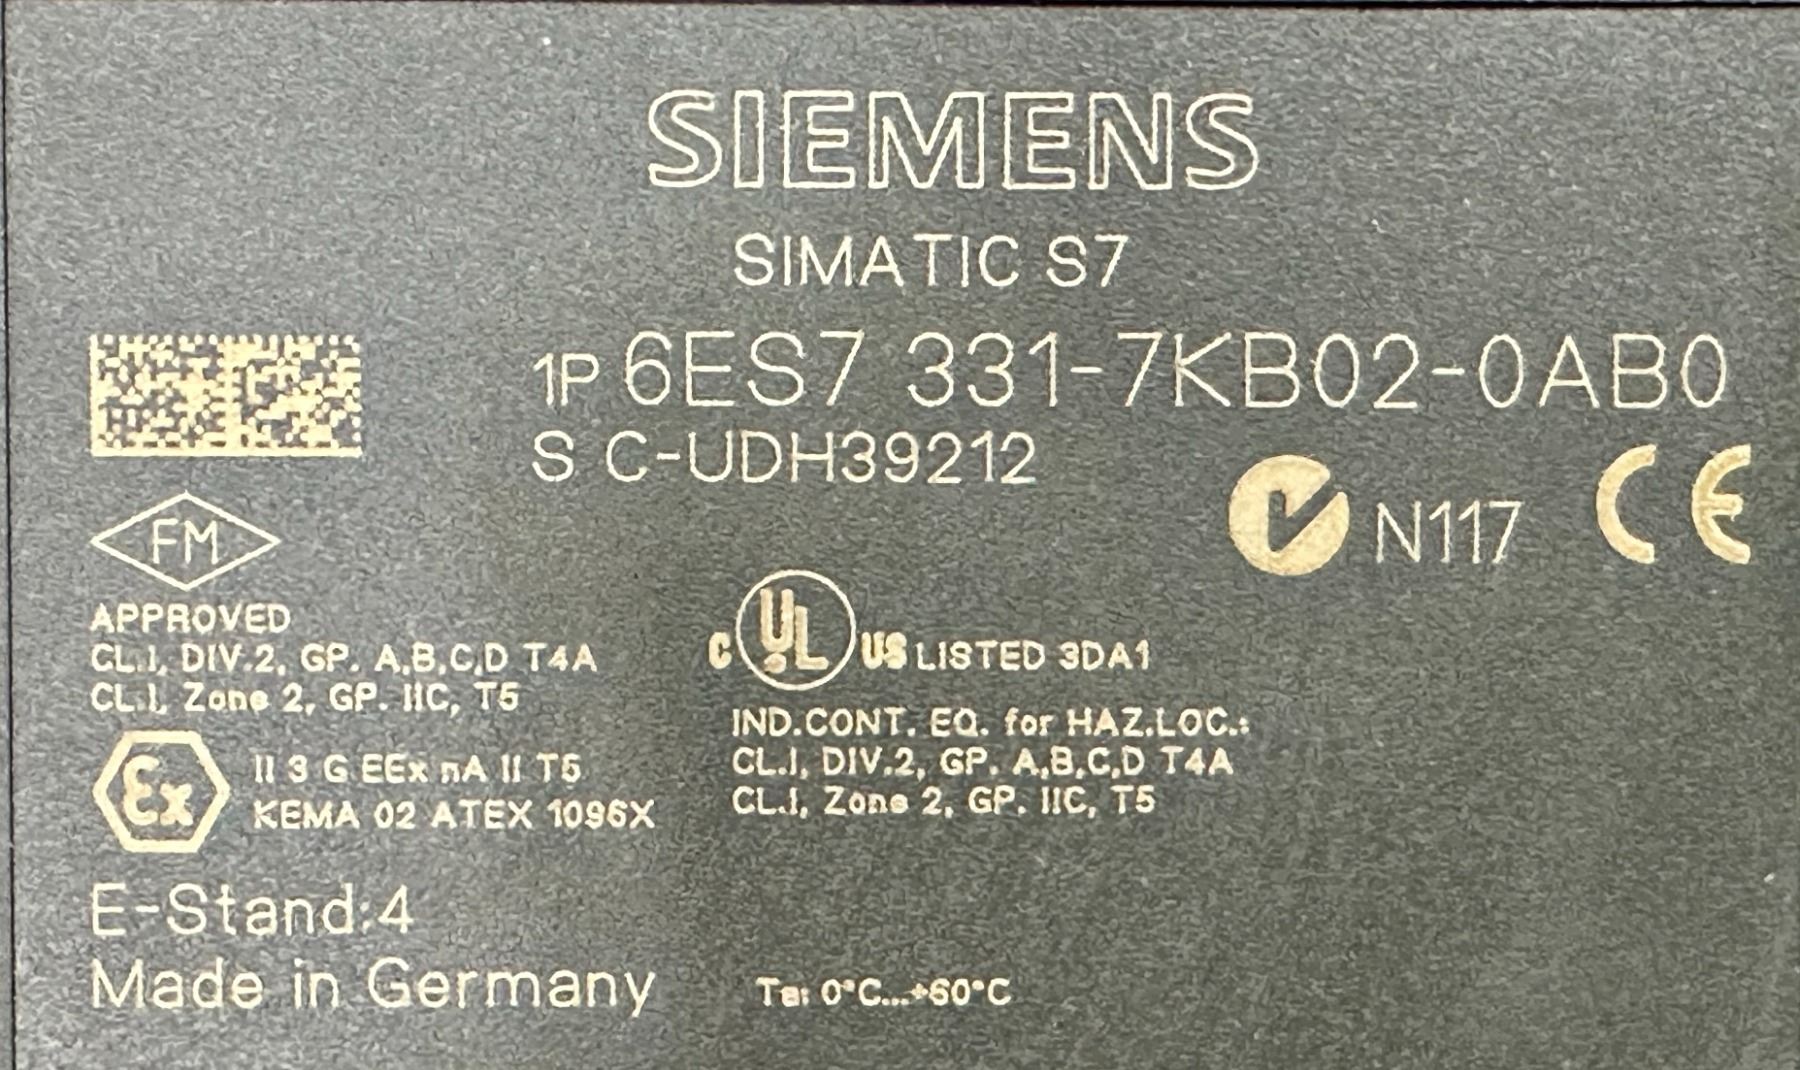 SIEMENS
SIMATIC S7
1P 6ES7 331-7KB02-0AB0
S C-UDH39212
N117 CE
FM
APPROVED
CL.I, DIV.2, GP. A,B,C,D T4A
CL.I, Zone 2, GP. IIC, T5
C UL US LISTED 3DA1
IND.CONT. EQ. for HAZ.LOC.:
CL.I, DIV.2, GP. A,B,C,D T4A
CL.I, Zone 2, GP. IIC, T5
Ex II 3 G EEx nA II T5
KEMA 02 ATEX 1096X
E-Stand:4
Made in Germany
Ta: 0°C...+60°C